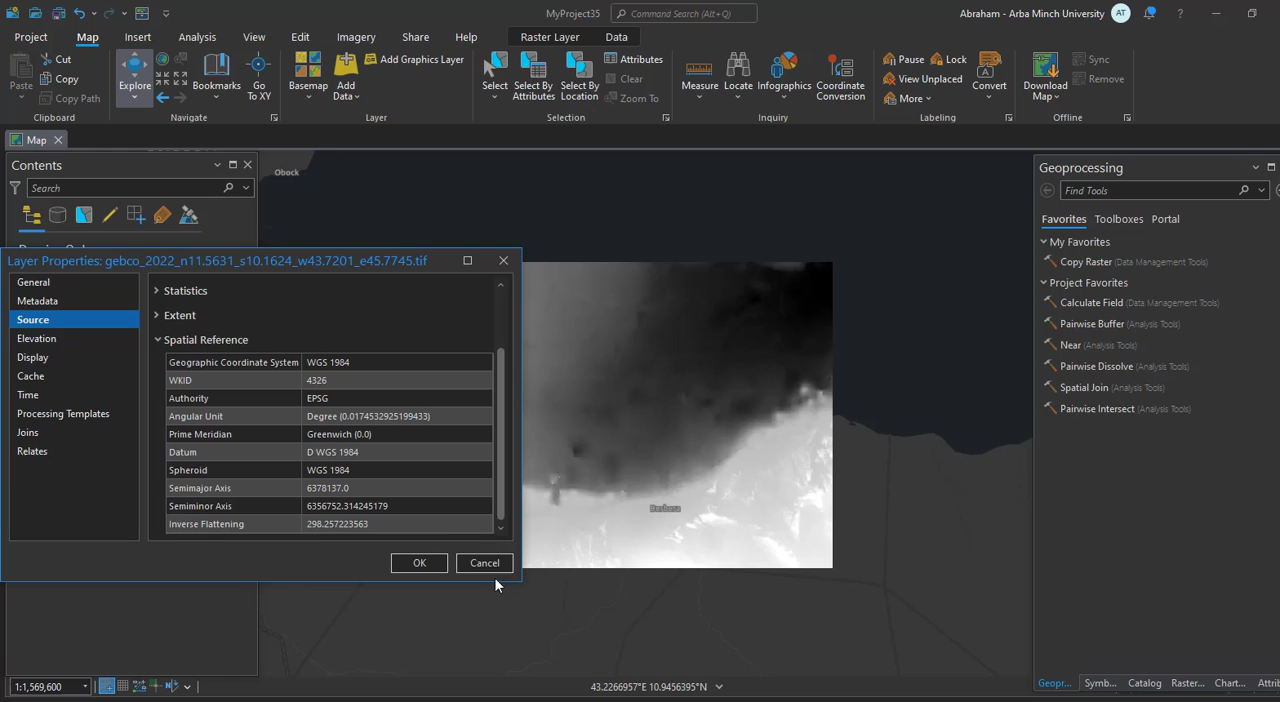 MyProject35
Command Search (Alt+Q)
Abraham - Arba Minch University
AT
?
Project
Map
Insert
Analysis
View
Edit
Imagery
Share
Help
Raster Layer
Data
Paste
Cut
Copy
Copy Path
Clipboard
Explore
Bookmarks
Go To XY
Navigate
Basemap
Add Data
Add Graphics Layer
Layer
Select
Select By Attributes
Select By Location
Attributes
Clear
Zoom To
Selection
Measure
Locate
Infographics
Coordinate Conversion
Inquiry
Pause
Lock
View Unplaced
More
Convert
Labeling
Download Map
Sync
Remove
Offline
Map
Contents
Search
Obock
Geoprocessing
Find Tools
Favorites
Toolboxes
Portal
My Favorites
Copy Raster (Data Management Tools)
Project Favorites
Calculate Field (Data Management Tools)
Pairwise Buffer (Analysis Tools)
Near (Analysis Tools)
Pairwise Dissolve (Analysis Tools)
Spatial Join (Analysis Tools)
Pairwise Intersect (Analysis Tools)
Layer Properties: gebco_2022_n11.5631_s10.1624_w43.7201_e45.7745.tif
General
Metadata
Source
Elevation
Display
Cache
Time
Processing Templates
Joins
Relates
Statistics
Extent
Spatial Reference
Geographic Coordinate System WGS 1984
WKID 4326
Authority EPSG
Angular Unit Degree (0.0174532925199433)
Prime Meridian Greenwich (0.0)
Datum D WGS 1984
Spheroid WGS 1984
Semimajor Axis 6378137.0
Semiminor Axis 6356752.314245179
Inverse Flattening 298.257223563
OK
Cancel
Berbera
1:1,569,600
43.2266957°E 10.9456395°N
Geopr...
Symb...
Catalog
Raster...
Chart...
Attri